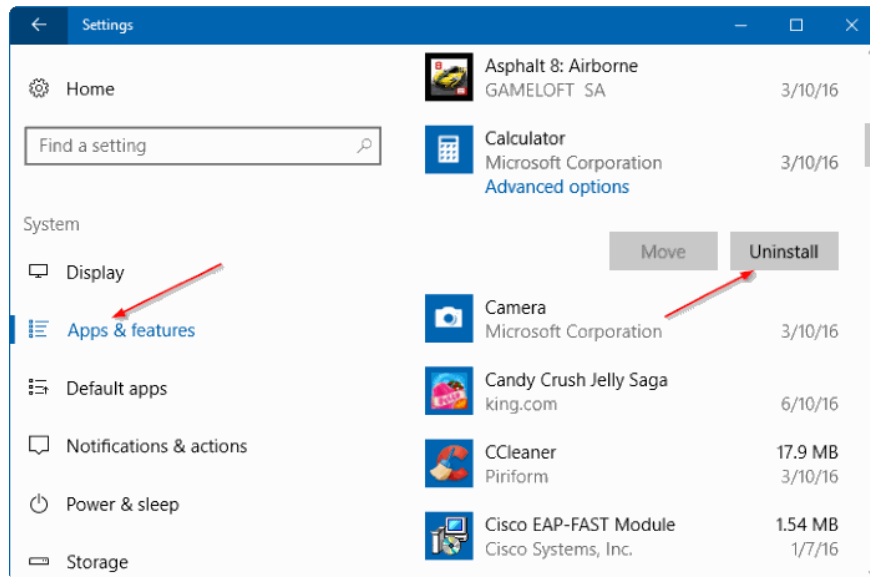 Settings
Home
Find a setting
System
Display
Apps & features
Default apps
Notifications & actions
Power & sleep
Storage
Asphalt 8: Airborne
GAMELOFT SA 3/10/16
Calculator
Microsoft Corporation 3/10/16
Advanced options
Move Uninstall
Camera
Microsoft Corporation 3/10/16
Candy Crush Jelly Saga
king.com 6/10/16
CCleaner 17.9 MB
Piriform 3/10/16
Cisco EAP-FAST Module 1.54 MB
Cisco Systems, Inc. 1/7/16